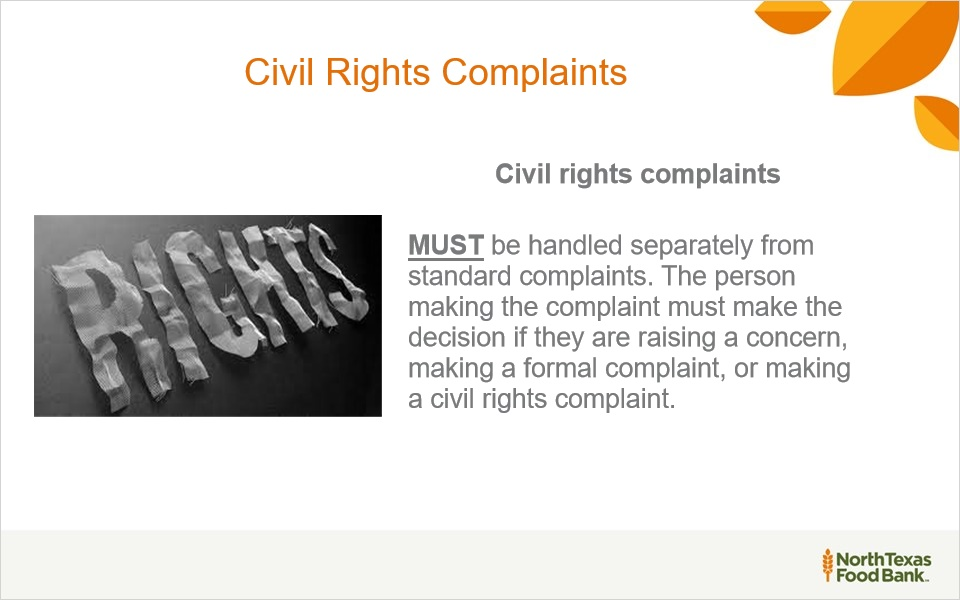 Civil Rights Complaints
Civil rights complaints
RIGHTS
MUST be handled separately from
standard complaints. The person
making the complaint must make the
decision if they are raising a concern,
making a formal complaint, or making
a civil rights complaint.
North Texas
Food Bank